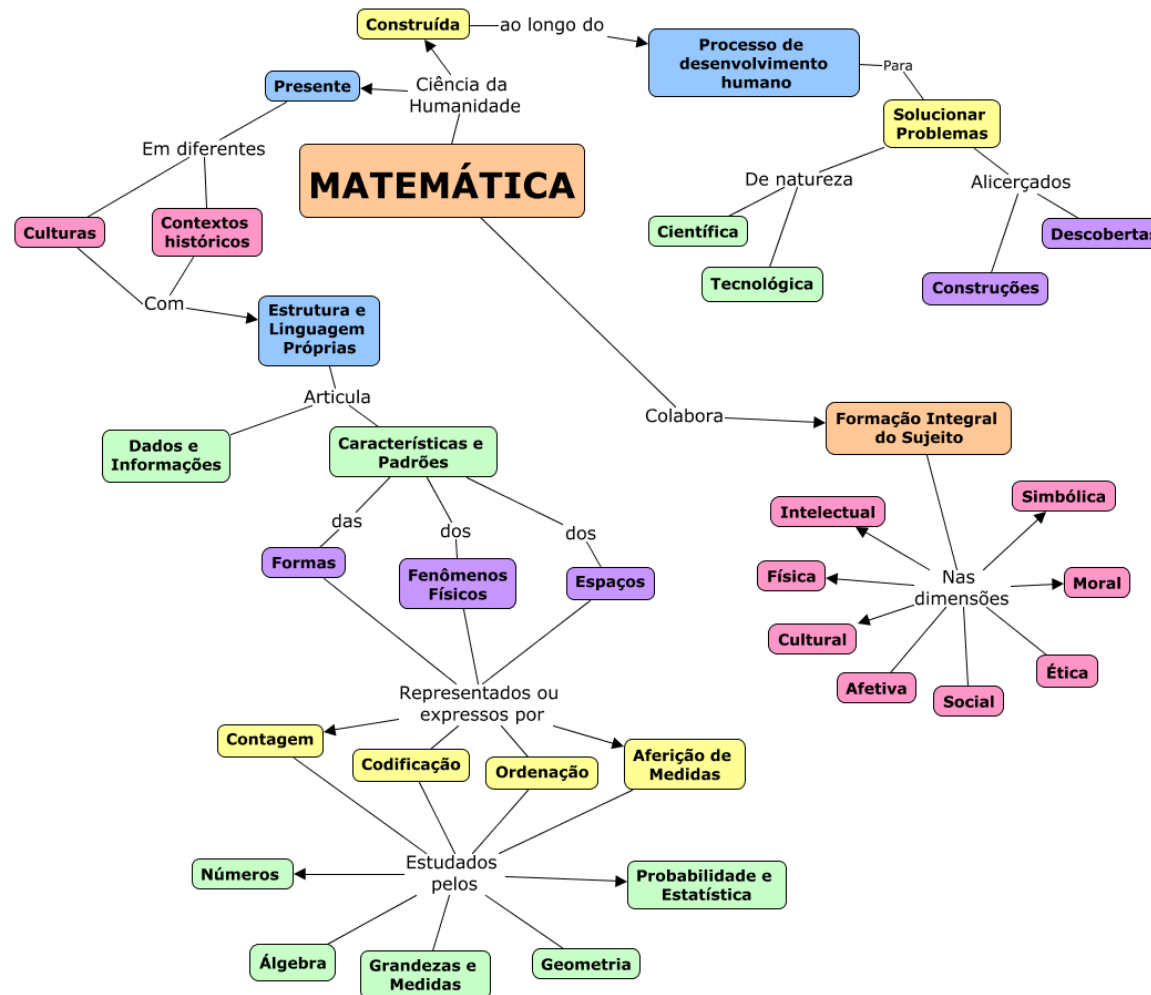 Construída
ao longo do
Processo de
desenvolvimento
humano
Para
Solucionar
Problemas
De natureza
Científica
Tecnológica
Alicerçados
Descobertas
Construções
Ciência da
Humanidade
Presente
Em diferentes
Culturas
Contextos
históricos
Com
Estrutura e
Linguagem
Próprias
MATEMÁTICA
Articula
Dados e
Informações
Características e
Padrões
das
dos
dos
Formas
Fenômenos
Físicos
Espaços
Representados ou
expressos por
Contagem
Codificação
Ordenação
Aferição de
Medidas
Estudados
pelos
Números
Probabilidade e
Estatística
Álgebra
Grandezas e
Medidas
Geometria
Colabora
Formação Integral
do Sujeito
Nas
dimensões
Intelectual
Simbólica
Física
Moral
Cultural
Ética
Afetiva
Social